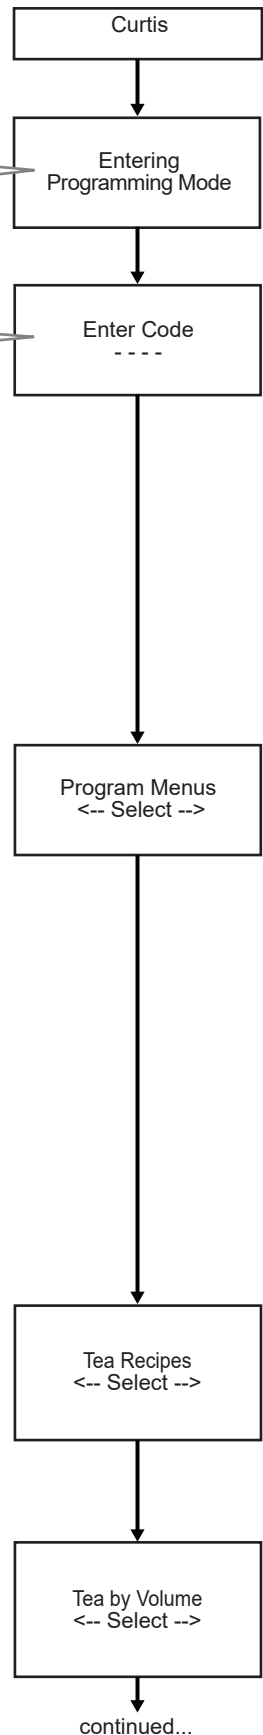 Curtis
Entering
Programming Mode
Enter Code
- - - -
Program Menus
<-- Select -->
Tea Recipes
<-- Select -->
Tea by Volume
<-- Select -->
continued...